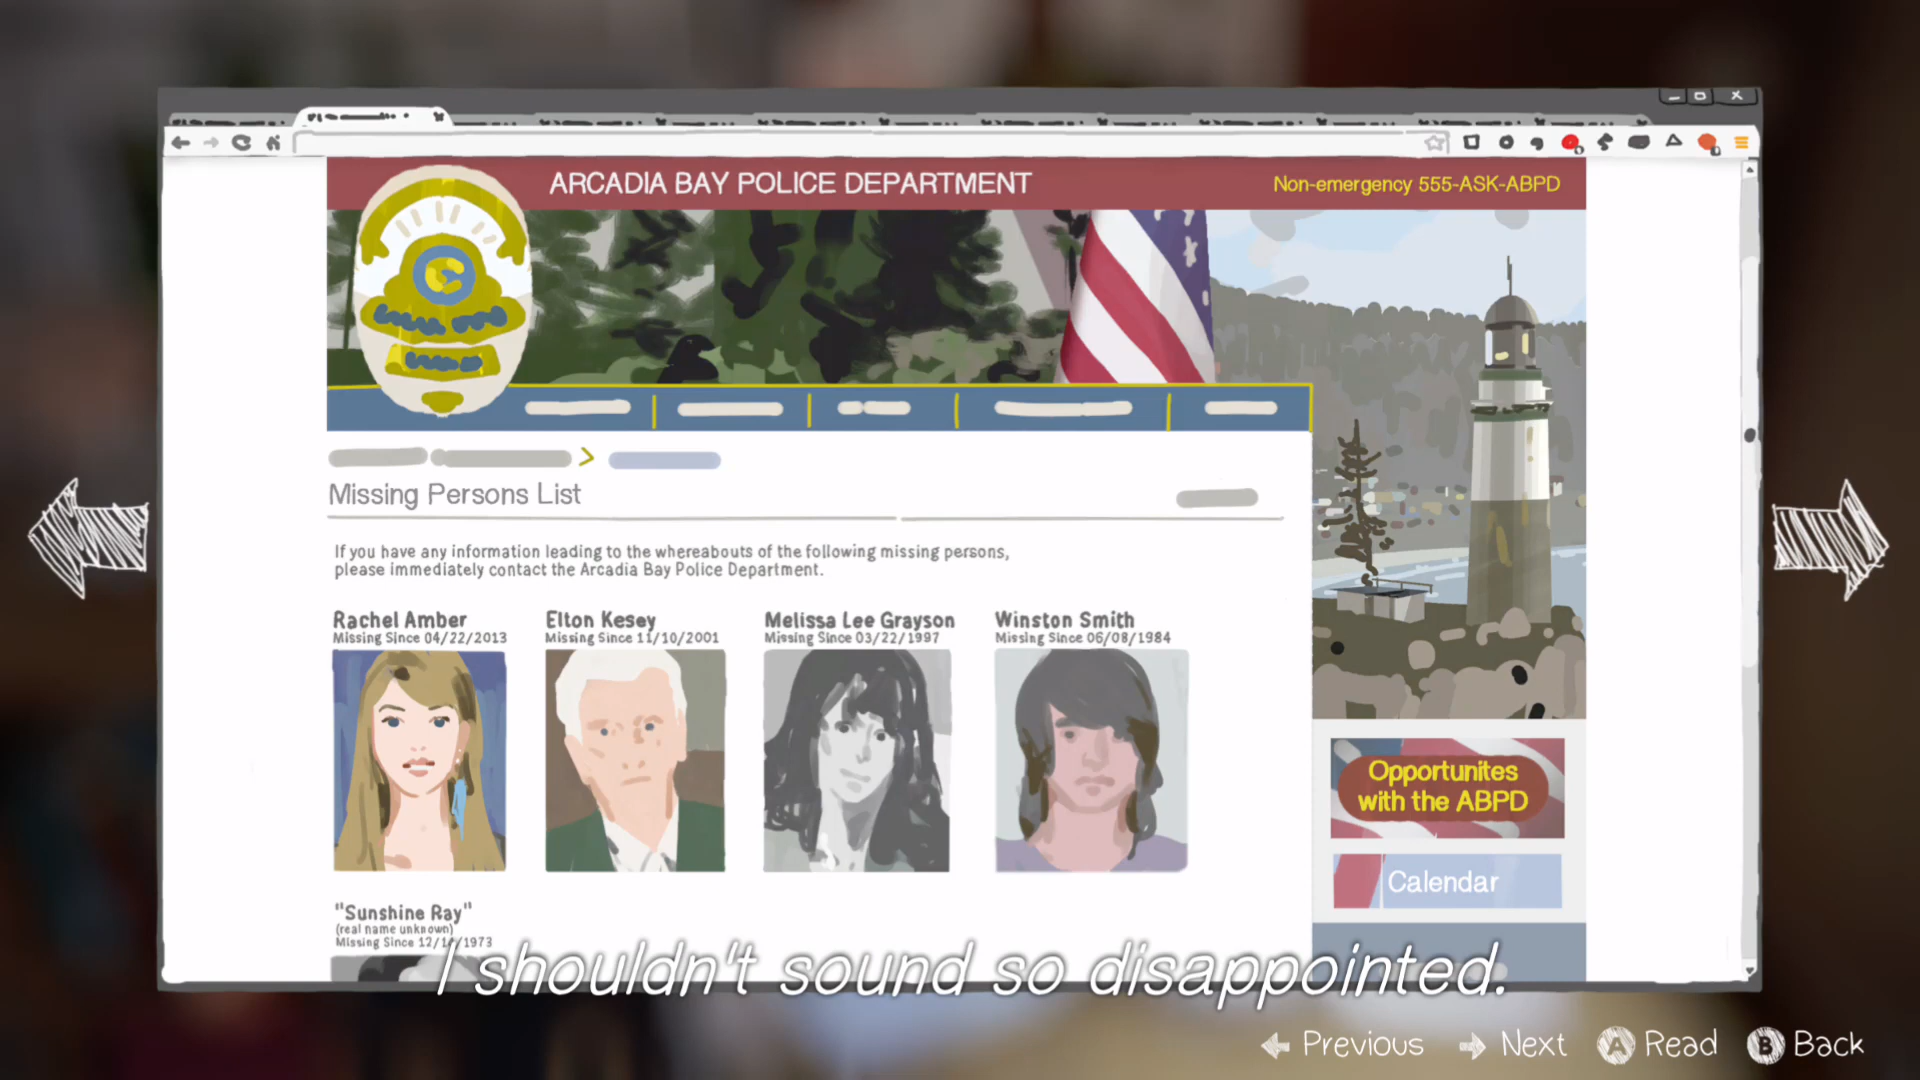 ARCADIA BAY POLICE DEPARTMENT
Non-emergency 555-ASK-ABPD
Missing Persons List
If you have any information leading to the whereabouts of the following missing persons,
please immediately contact the Arcadia Bay Police Department.
Rachel Amber
Missing Since 04/22/2013
Elton Kesey
Missing Since 11/10/2001
Melissa Lee Grayson
Missing Since 03/22/1997
Winston Smith
Missing Since 06/08/1984
"Sunshine Ray"
(real name unknown)
Missing Since
Opportunites
with the ABPD
Calendar
I shouldn't sound so disappointed.
Previous
Next
A Read
B Back